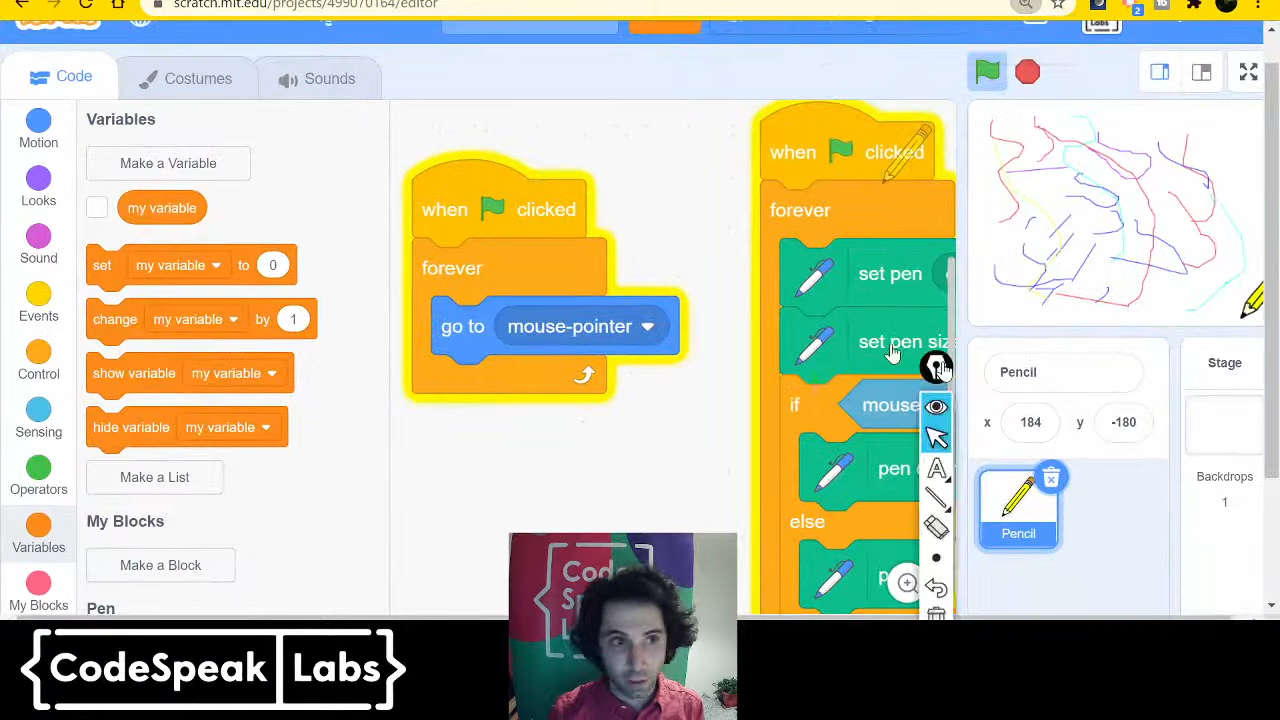 scratch.mit.edu/projects/499070164/editor
Code
Costumes
Sounds
Motion
Looks
Sound
Events
Control
Sensing
Operators
Variables
My Blocks
Variables
Make a Variable
my variable
set my variable to 0
change my variable by 1
show variable my variable
hide variable my variable
Make a List
My Blocks
Make a Block
Pen
when clicked
forever
go to mouse-pointer
when clicked
forever
set pen
set pen siz
if mouse
pen
else
A
Pencil
x 184 y -180
Pencil
Stage
Backdrops
1
Code
Sp
L
{CodeSpeak|Labs}